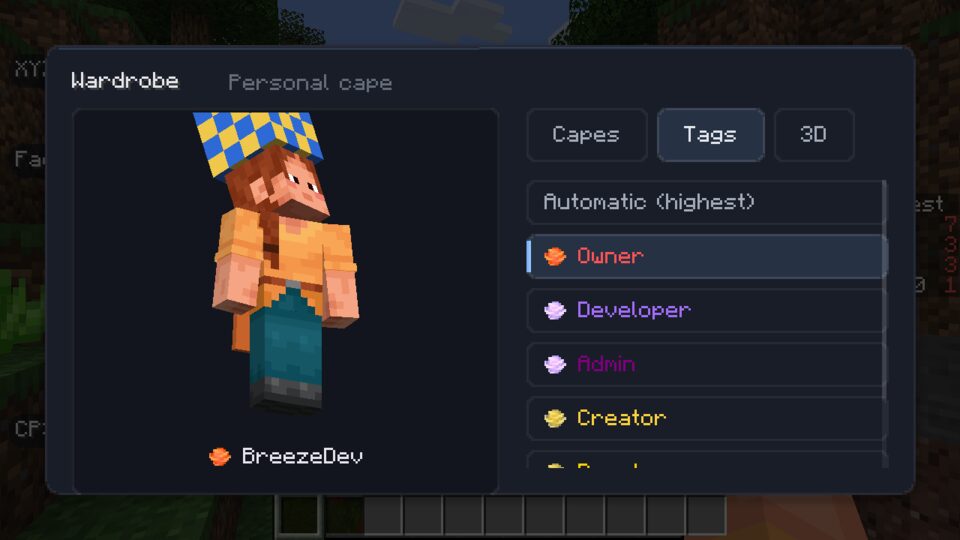 Wardrobe
Personal cape
Capes
Tags
3D
Automatic (highest)
Owner
Developer
Admin
Creator
BreezeDev